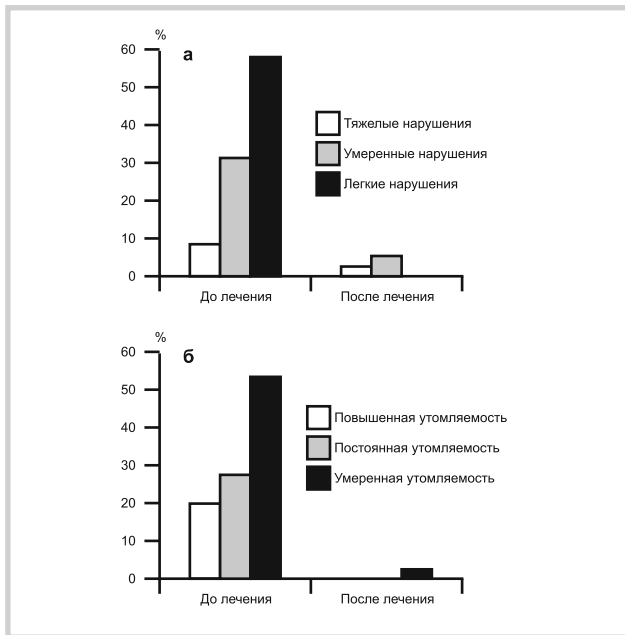 %
а
60
50
40
30
20
10
0
Тяжелые нарушения
Умеренные нарушения
Легкие нарушения
До лечения
После лечения
%
б
60
50
40
30
20
10
0
Повышенная утомляемость
Постоянная утомляемость
Умеренная утомляемость
До лечения
После лечения